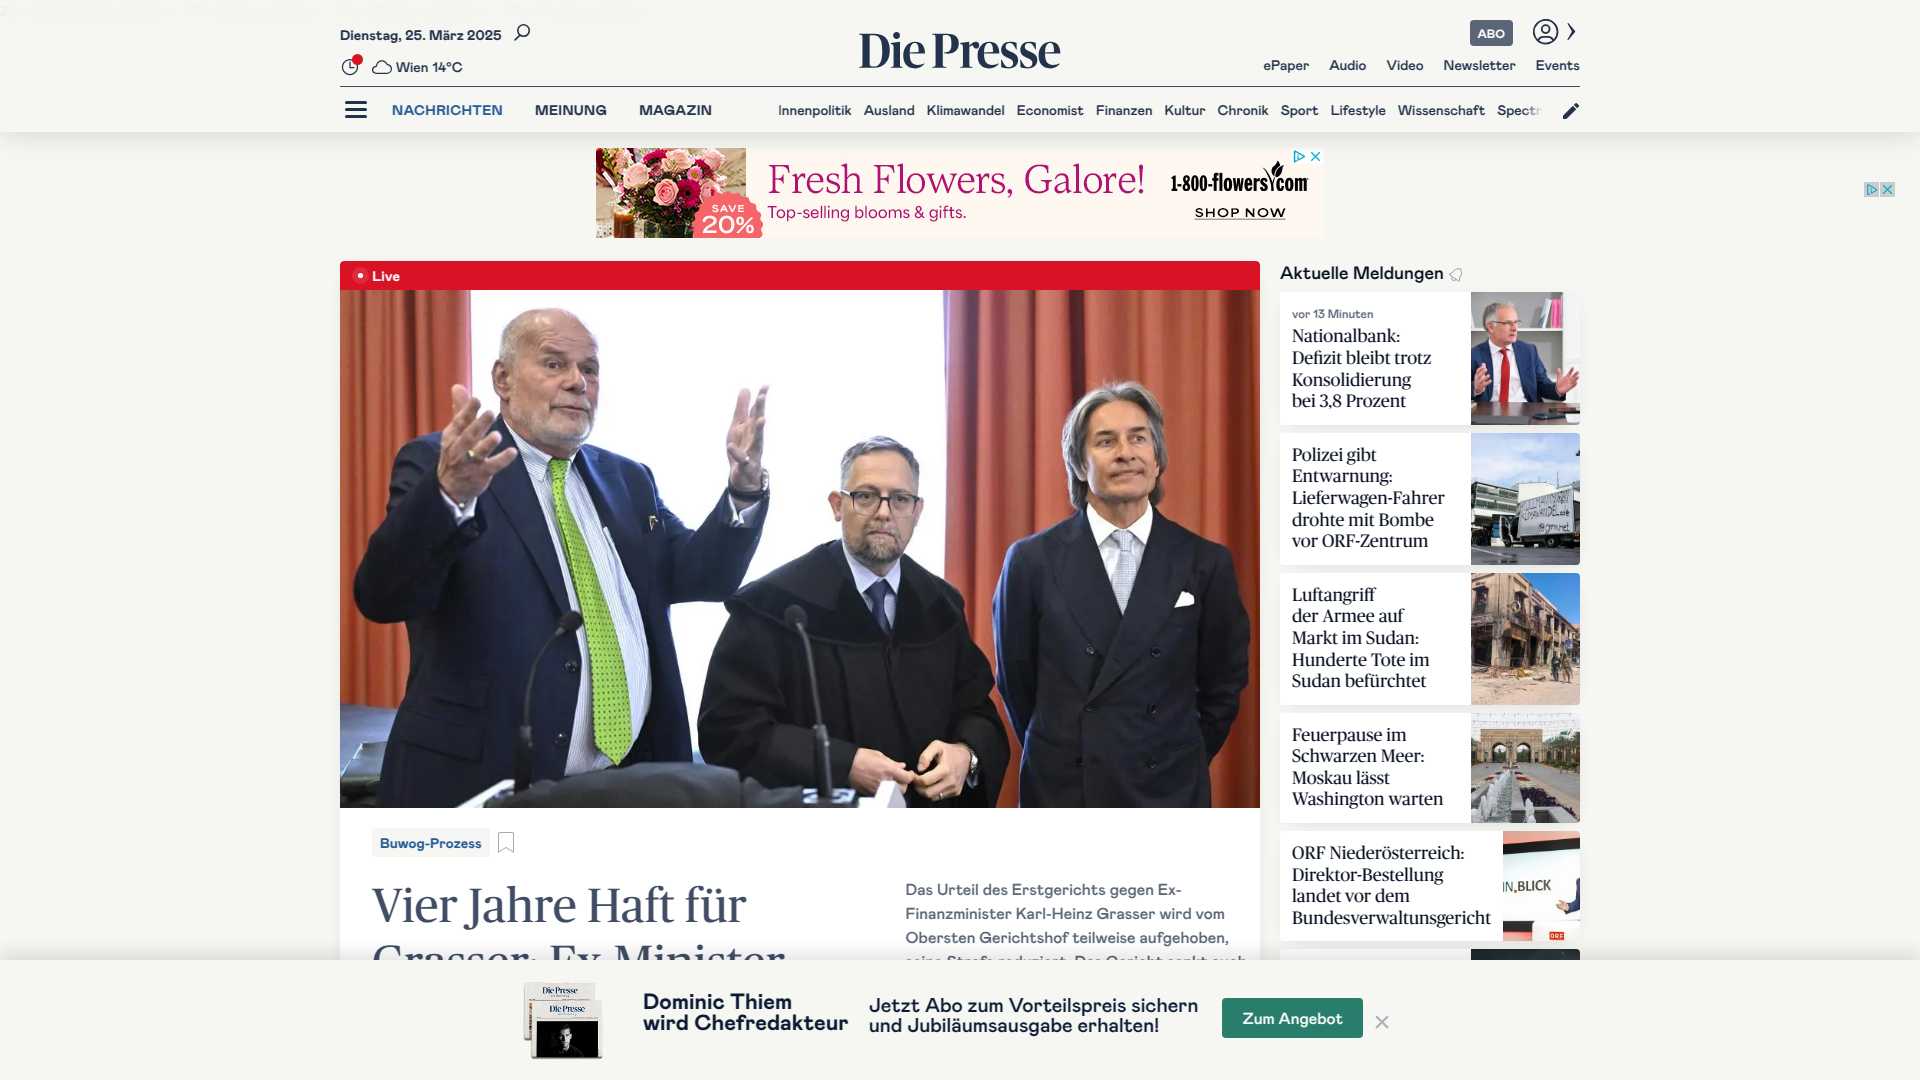 Dienstag, 25. März 2025
Wien 14°C
Die Presse
ABO
ePaper Audio Video Newsletter Events
NACHRICHTEN MEINUNG MAGAZIN
Innenpolitik Ausland Klimawandel Economist Finanzen Kultur Chronik Sport Lifestyle Wissenschaft
SAVE
20%
Fresh Flowers, Galore!
Top-selling blooms & gifts.
1-800-flowers.com
SHOP NOW
Live
Buwog-Prozess
Vier Jahre Haft für
Grasser: Ex-Minister
Das Urteil des Erstgerichts gegen Ex-
Finanzminister Karl-Heinz Grasser wird vom
Obersten Gerichtshof teilweise aufgehoben,
Aktuelle Meldungen
vor 13 Minuten
Nationalbank:
Defizit bleibt trotz
Konsolidierung
bei 3,8 Prozent
Polizei gibt
Entwarnung:
Lieferwagen-Fahrer
drohte mit Bombe
vor ORF-Zentrum
Luftangriff
der Armee auf
Markt im Sudan:
Hunderte Tote im
Sudan befürchtet
Feuerpause im
Schwarzen Meer:
Moskau lässt
Washington warten
ORF Niederösterreich:
Direktor-Bestellung
landet vor dem
Bundesverwaltunsgericht
IN.BLICK
ORF
Die Presse
Die Presse
Dominic Thiem
wird Chefredakteur
Jetzt Abo zum Vorteilspreis sichern
und Jubiläumsausgabe erhalten!
Zum Angebot